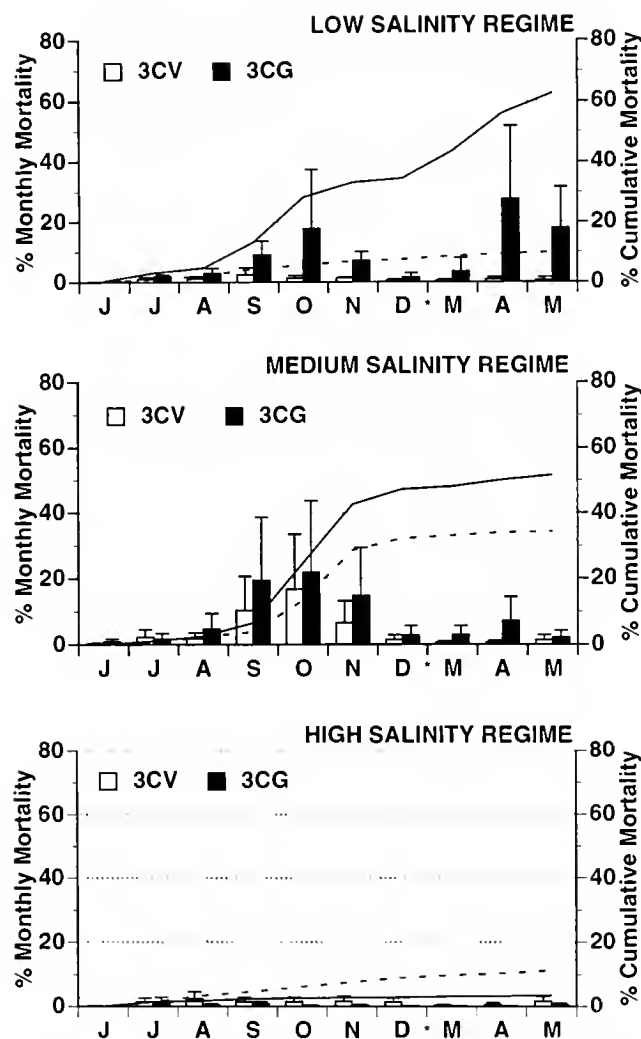 LOW SALINITY REGIME
80 80
3CV 3CG
60 60
40 40
20 20
0 0
% Monthly Mortality
% Cumulative Mortality
J J A S O N D * M A M
MEDIUM SALINITY REGIME
80 80
3CV 3CG
60 60
40 40
20 20
0 0
% Monthly Mortality
% Cumulative Mortality
J J A S O N D * M A M
HIGH SALINITY REGIME
80 80
3CV 3CG
60 60
40 40
20 20
0 0
% Monthly Mortality
% Cumulative Mortality
J J A S O N D * M A M